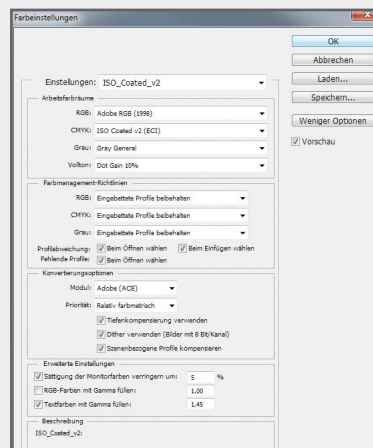 Farbeinstellungen
OK
Abbrechen
Laden...
Speichern...
Weniger Optionen
Vorschau
Einstellungen: ISO_Coated_v2
Arbeitsfarbräume
RGB: Adobe RGB (1998)
CMYK: ISO Coated v2 (ECI)
Grau: Gray General
Vollton: Dot Gain 10%
Farbmanagement-Richtlinien
RGB: Eingebettete Profile beibehalten
CMYK: Eingebettete Profile beibehalten
Grau: Eingebettete Profile beibehalten
Profilabweichung: Beim Öffnen wählen Beim Einfügen wählen
Fehlende Profile: Beim Öffnen wählen
Konvertierungsoptionen
Modul: Adobe (ACE)
Priorität: Relativ farbmetrisch
Tiefenkompensierung verwenden
Dither verwenden (Bilder mit 8 Bit/Kanal)
Szenenbezogene Profile kompensieren
Erweiterte Einstellungen
Sättigung der Monitorfarben verringern um: 5 %
RGB-Farben mit Gamma füllen: 1,00
Textfarben mit Gamma füllen: 1,45
Beschreibung
ISO_Coated_v2: